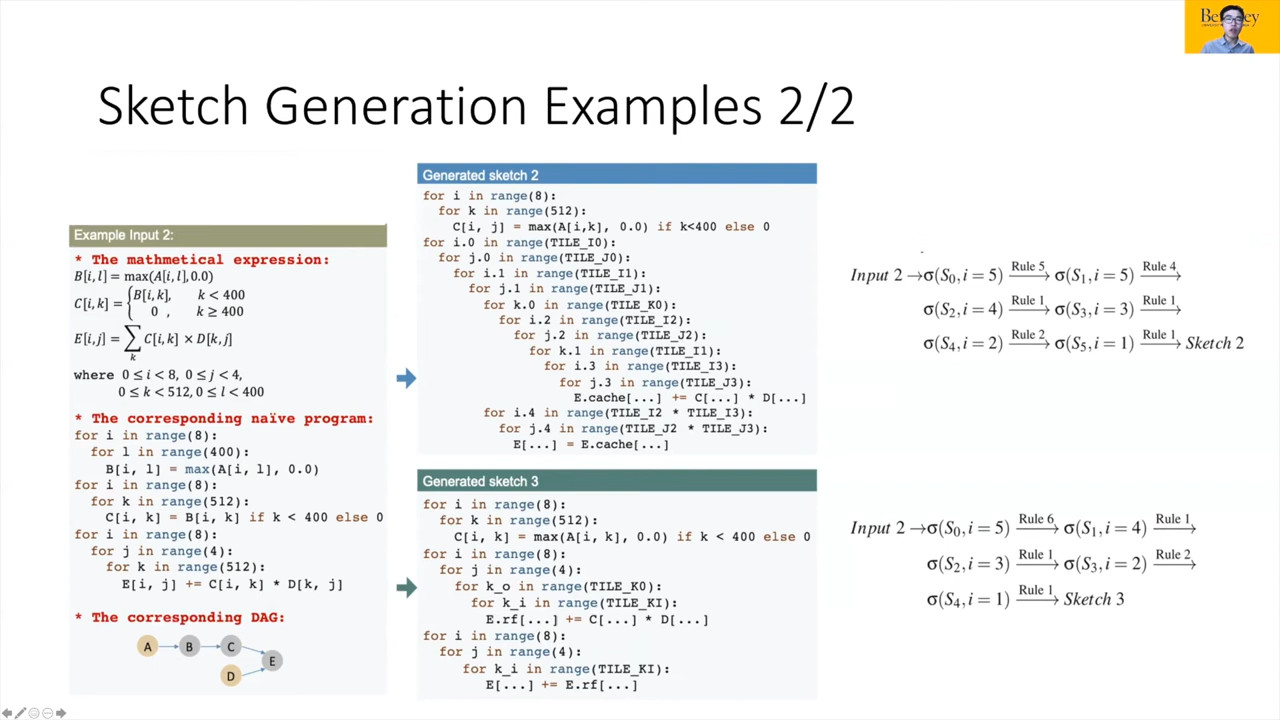 Sketch Generation Examples 2/2
Example Input 2:
* The mathmetical expression:
B[i, l] = max(A[i, l], 0.0)
C[i, k] = { B[i, k], k < 400
0 , k ≥ 400
E[i, j] = ∑ C[i, k] × D[k, j]
k
where 0 ≤ i < 8, 0 ≤ j < 4,
0 ≤ k < 512, 0 ≤ l < 400
* The corresponding naïve program:
for i in range(8):
for l in range(400):
B[i, l] = max(A[i, l], 0.0)
for i in range(8):
for k in range(512):
C[i, k] = B[i, k] if k < 400 else 0
for i in range(8):
for j in range(4):
for k in range(512):
E[i, j] += C[i, k] * D[k, j]
* The corresponding DAG:
A B C
E
D
Generated sketch 2
for i in range(8):
for k in range(512):
C[i, j] = max(A[i,k], 0.0) if k<400 else 0
for i.0 in range(TILE_I0):
for j.0 in range(TILE_J0):
for i.1 in range(TILE_I1):
for j.1 in range(TILE_J1):
for k.0 in range(TILE_K0):
for i.2 in range(TILE_I2):
for j.2 in range(TILE_J2):
for k.1 in range(TILE_I1):
for i.3 in range(TILE_I3):
for j.3 in range(TILE_J3):
E.cache[...] += C[...] * D[...]
for i.4 in range(TILE_I2 * TILE_I3):
for j.4 in range(TILE_J2 * TILE_J3):
E[...] = E.cache[...]
Generated sketch 3
for i in range(8):
for k in range(512):
C[i, k] = max(A[i, k], 0.0) if k < 400 else 0
for i in range(8):
for j in range(4):
for k_o in range(TILE_K0):
for k_i in range(TILE_KI):
E.rf[...] += C[...] * D[...]
for i in range(8):
for j in range(4):
for k_i in range(TILE_KI):
E[...] += E.rf[...]
Input 2 → σ(S₀, i = 5) Rule 5 → σ(S₁, i = 5) Rule 4 →
σ(S₂, i = 4) Rule 1 → σ(S₃, i = 3) Rule 1 →
σ(S₄, i = 2) Rule 2 → σ(S₅, i = 1) Rule 1 → Sketch 2
Input 2 → σ(S₀, i = 5) Rule 6 → σ(S₁, i = 4) Rule 1 →
σ(S₂, i = 3) Rule 1 → σ(S₃, i = 2) Rule 2 →
σ(S₄, i = 1) Rule 1 → Sketch 3